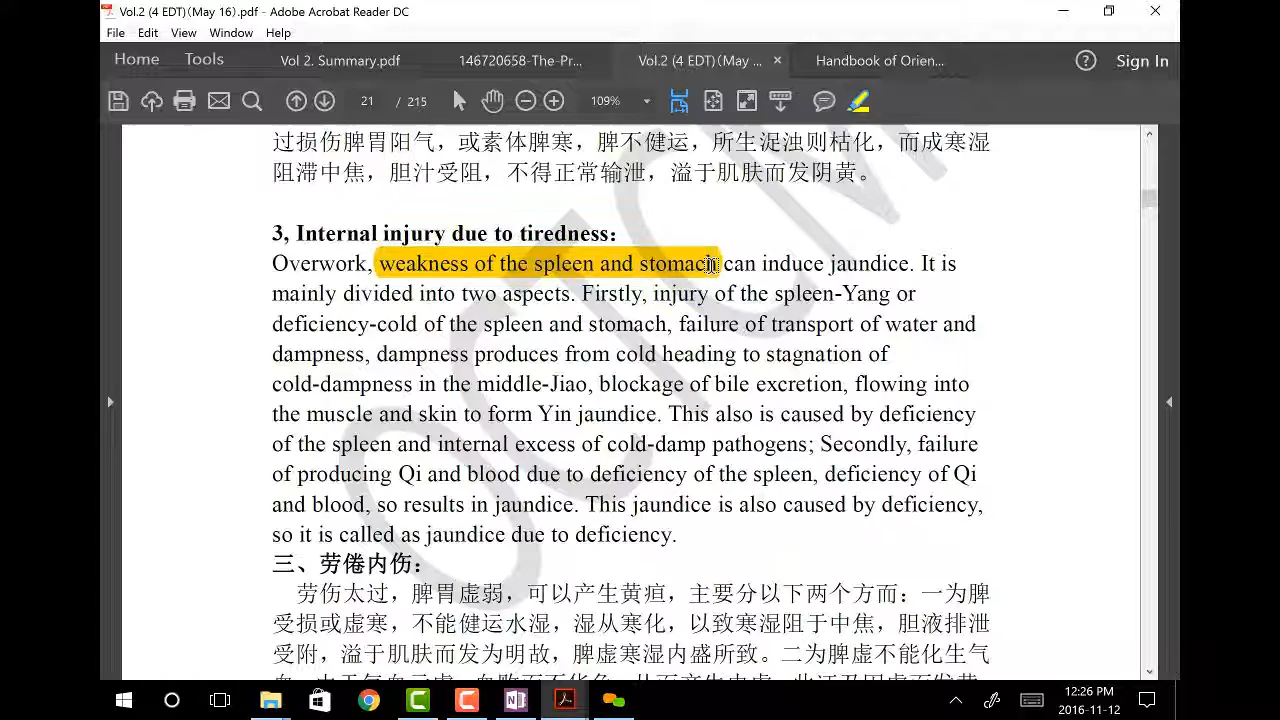 Vol.2 (4 EDT)(May 16).pdf - Adobe Acrobat Reader DC
File Edit View Window Help
Home Tools Vol 2. Summary.pdf 146720658-The-Pr... Vol.2 (4 EDT)(May ... × Handbook of Orien... Sign In
21 / 215 109%
过损伤脾胃阳气，或素体脾寒，脾不健运，所生浞浊则枯化，而成寒湿
阻滞中焦，胆汁受阻，不得正常输泄，溢于肌肤而发阴黃。
3, Internal injury due to tiredness:
Overwork, weakness of the spleen and stomach can induce jaundice. It is
mainly divided into two aspects. Firstly, injury of the spleen-Yang or
deficiency-cold of the spleen and stomach, failure of transport of water and
dampness, dampness produces from cold heading to stagnation of
cold-dampness in the middle-Jiao, blockage of bile excretion, flowing into
the muscle and skin to form Yin jaundice. This also is caused by deficiency
of the spleen and internal excess of cold-damp pathogens; Secondly, failure
of producing Qi and blood due to deficiency of the spleen, deficiency of Qi
and blood, so results in jaundice. This jaundice is also caused by deficiency,
so it is called as jaundice due to deficiency.
三、劳倦内伤：
劳伤太过，脾胃虚弱，可以产生黄疸，主要分以下两个方而：一为脾
受损或虚寒，不能健运水湿，湿从寒化，以致寒湿阻于中焦，胆液排泄
受附，溢于肌肤而发为明故，脾虚寒湿内盛所致。二为脾虚不能化生气
12:26 PM
2016-11-12